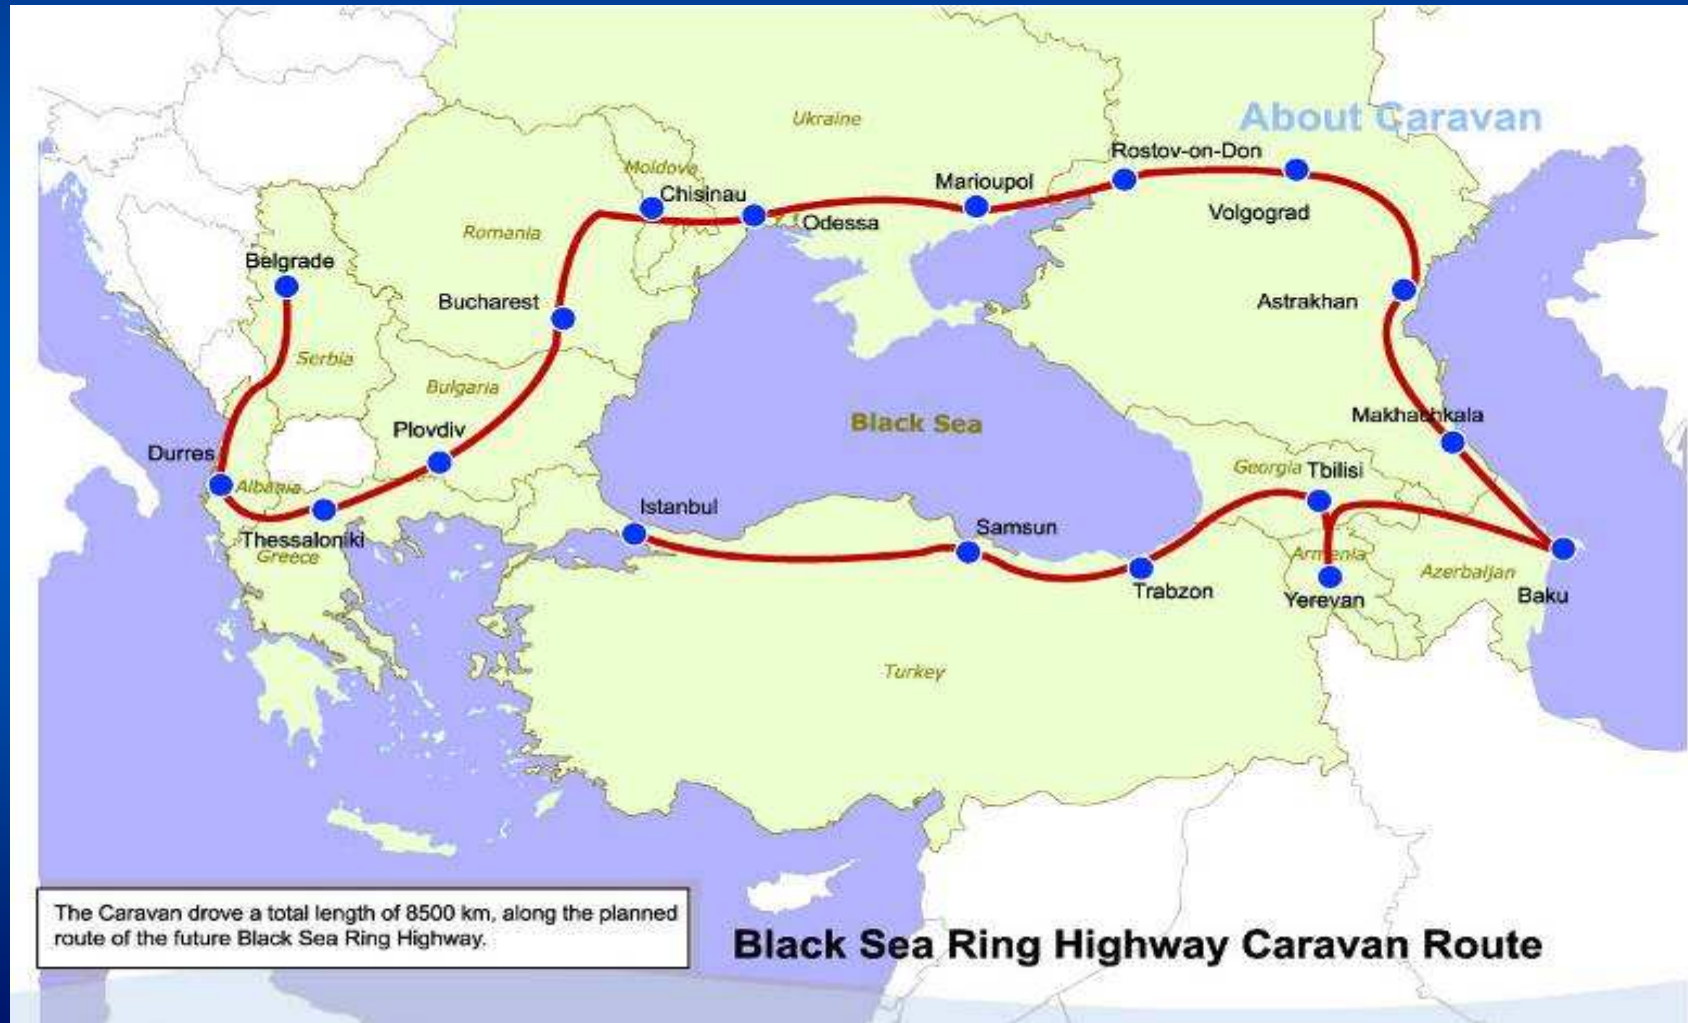 About Caravan
Ukraine
Rostov-on-Don
Moldova
Marioupol
Chisinau
Volgograd
Odessa
Romania
Belgrade
Bucharest
Astrakhan
Serbia
Bulgaria
Makhachkala
Black Sea
Plovdiv
Durres
Georgia
Tbilisi
Albania
Istanbul
Samsun
Thessaloniki
Greece
Armenia
Azerbaijan
Trabzon
Yerevan
Baku
Turkey
The Caravan drove a total length of 8500 km, along the planned
route of the future Black Sea Ring Highway.
Black Sea Ring Highway Caravan Route